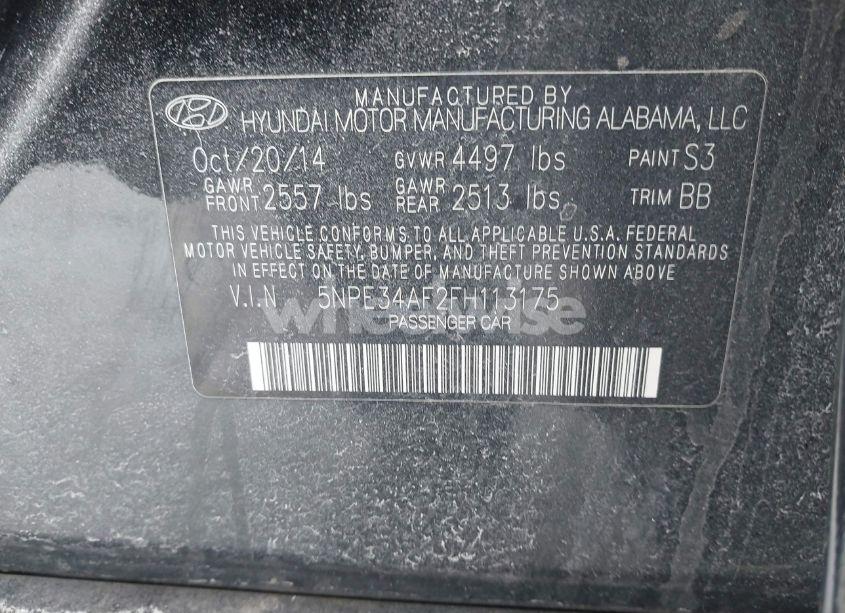 MANUFACTURED BY
HYUNDAI MOTOR MANUFACTURING ALABAMA, LLC
Oct/20/14 GVWR 4497 lbs PAINT S3
GAWR FRONT 2557 lbs GAWR REAR 2513 lbs TRIM BB
THIS VEHICLE CONFORMS TO ALL APPLICABLE U.S.A. FEDERAL
MOTOR VEHICLE SAFETY, BUMPER, AND THEFT PREVENTION STANDARDS
IN EFFECT ON THE DATE OF MANUFACTURE SHOWN ABOVE.
V.I.N 5NPE34AF2FH113175
wheelwise
PASSENGER CAR